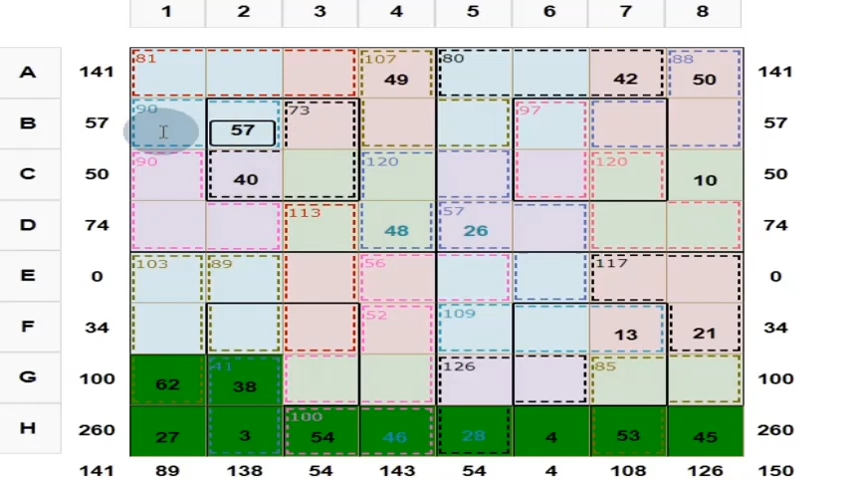 1 2 3 4 5 6 7 8
81 107 80 88
A 141 49 42 50 141
90 73 97
B 57 57 57
90 120 120
C 50 40 10 50
113 57
D 74 48 26 74
103 89 56 117
E 0 0
52 109
F 34 13 21 34
41 126 85
G 100 62 38 100
100
H 260 27 3 54 46 28 4 53 45 260
141 89 138 54 143 54 4 108 126 150